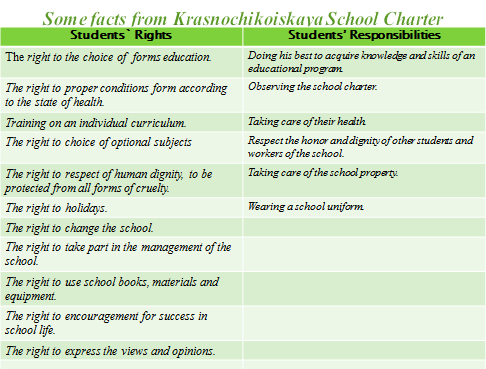 Some facts from Krasnochikoiskaya School Charter
Students` Rights
Students' Responsibilities
The right to the choice of forms education.
Doing his best to acquire knowledge and skills of an
educational program.
The right to proper conditions form according
to the state of health.
Observing the school charter.
Training on an individual curriculum.
Taking care of their health.
The right to choice of optional subjects
Respect the honor and dignity of other students and
workers of the school.
The right to respect of human dignity, to be
protected from all forms of cruelty.
Taking care of the school property.
The right to holidays.
Wearing a school uniform.
The right to change the school.
The right to take part in the management of the
school.
The right to use school books, materials and
equipment.
The right to encouragement for success in
school life.
The right to express the views and opinions.